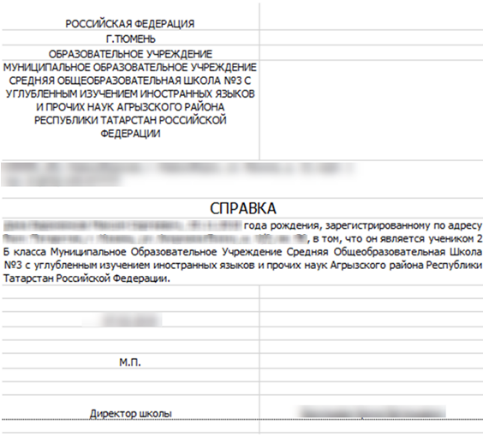 РОССИЙСКАЯ ФЕДЕРАЦИЯ
Г.ТЮМЕНЬ
ОБРАЗОВАТЕЛЬНОЕ УЧРЕЖДЕНИЕ
МУНИЦИПАЛЬНОЕ ОБРАЗОВАТЕЛЬНОЕ УЧРЕЖДЕНИЕ
СРЕДНЯЯ ОБЩЕОБРАЗОВАТЕЛЬНАЯ ШКОЛА №3 С
УГЛУБЛЕННЫМ ИЗУЧЕНИЕМ ИНОСТРАННЫХ ЯЗЫКОВ
И ПРОЧИХ НАУК АГРЫЗСКОГО РАЙОНА
РЕСПУБЛИКИ ТАТАРСТАН РОССИЙСКОЙ
ФЕДЕРАЦИИ
СПРАВКА
года рождения, зарегистрированному по адресу
, в том, что он является учеником 2
Б класса Муниципальное Образовательное Учреждение Средняя Общеобразовательная Школа
№3 с углубленным изучением иностранных языков и прочих наук Агрызского района Республики
Татарстан Российской Федерации.
М.П.
Директор школы